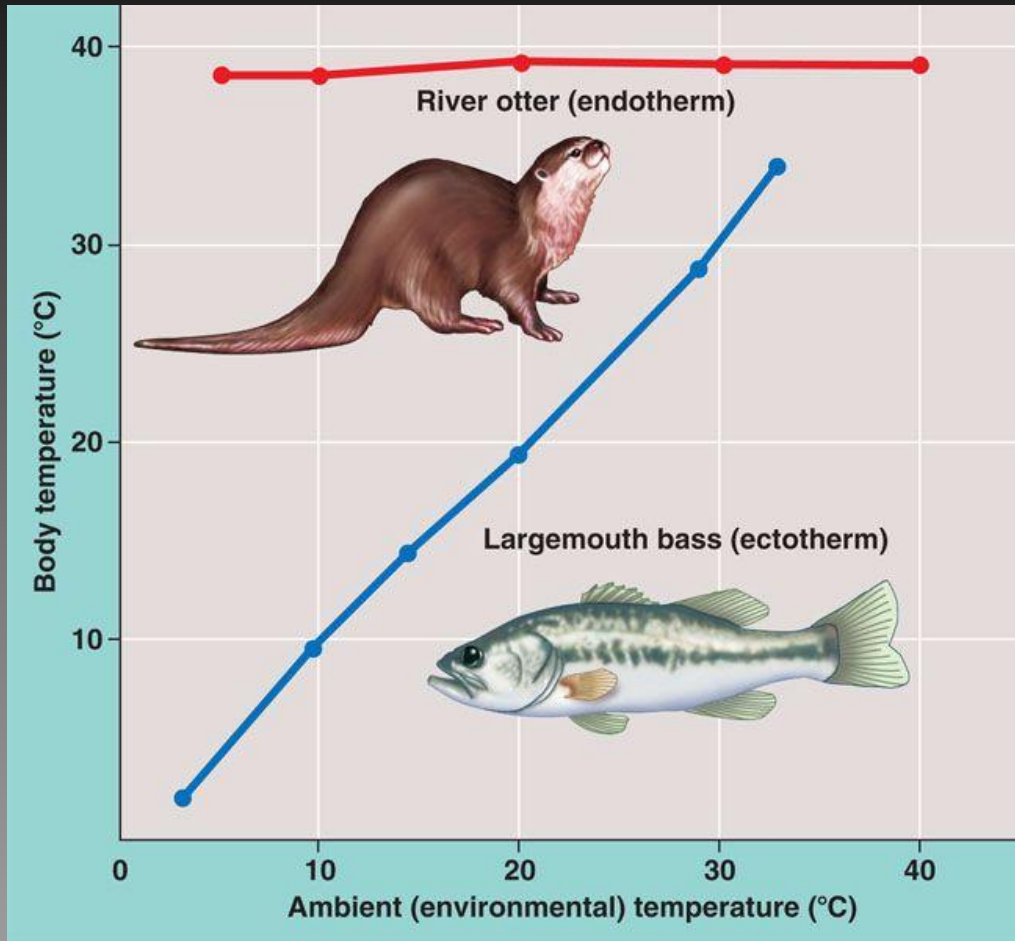 40
River otter (endotherm)
30
Body temperature (°C)
20
Largemouth bass (ectotherm)
10
0 10 20 30 40
Ambient (environmental) temperature (°C)